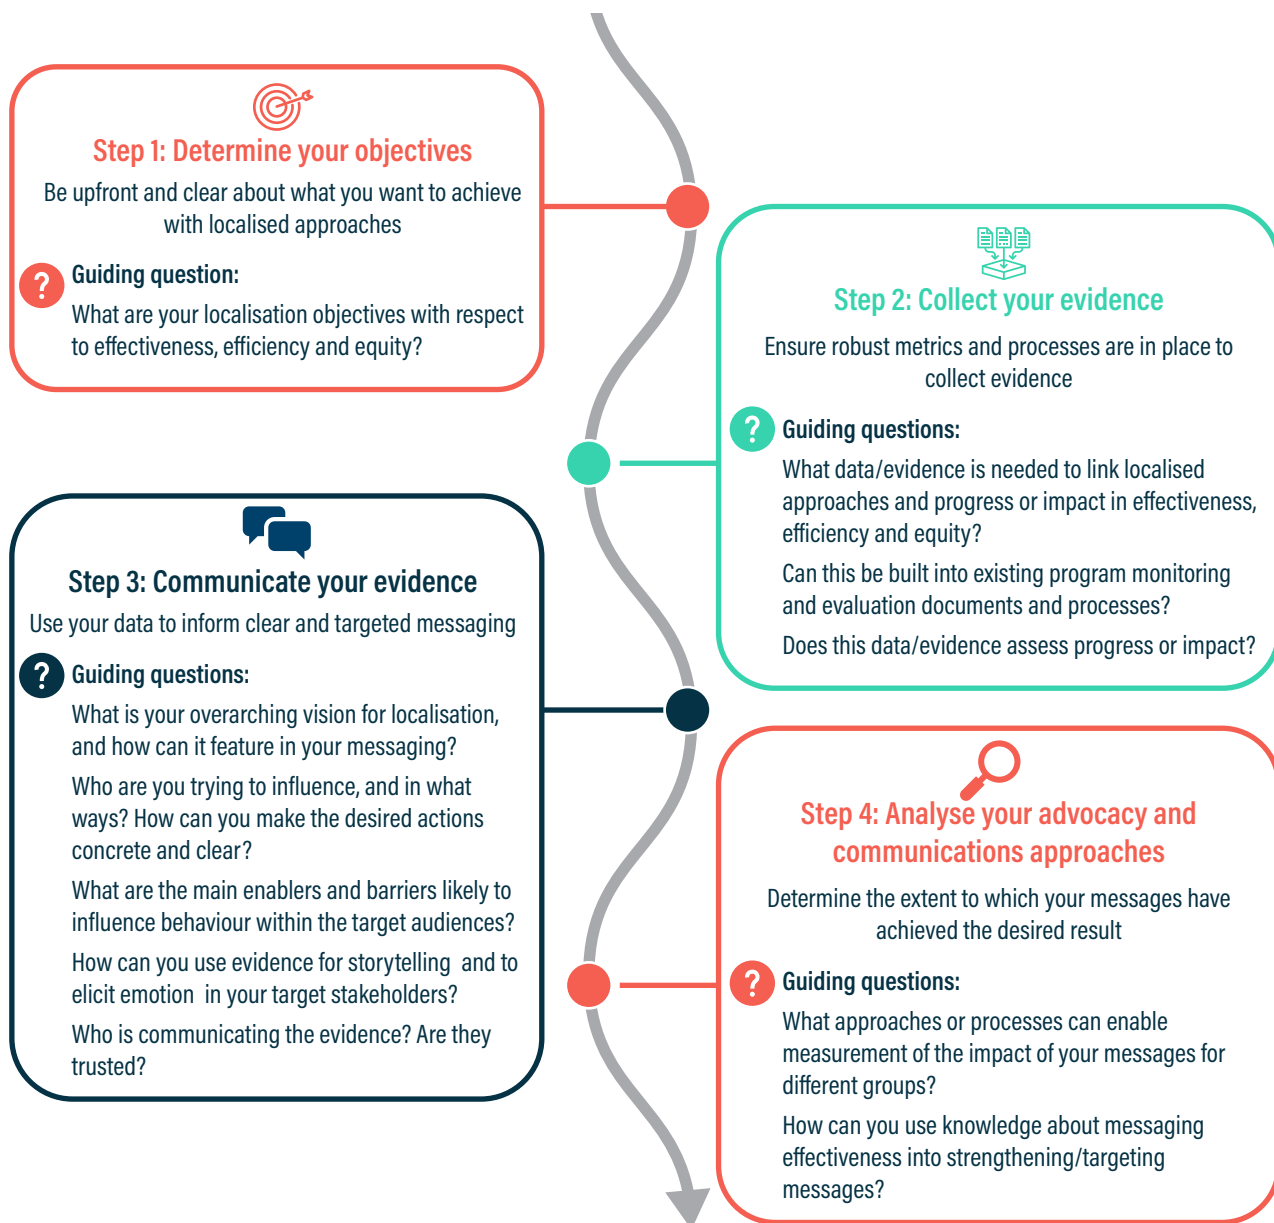 Step 1: Determine your objectives
Be upfront and clear about what you want to achieve
with localised approaches
?
Guiding question:
What are your localisation objectives with respect
to effectiveness, efficiency and equity?
Step 2: Collect your evidence
Ensure robust metrics and processes are in place to
collect evidence
?
Guiding questions:
What data/evidence is needed to link localised
approaches and progress or impact in effectiveness,
efficiency and equity?
Can this be built into existing program monitoring
and evaluation documents and processes?
Does this data/evidence assess progress or impact?
Step 3: Communicate your evidence
Use your data to inform clear and targeted messaging
?
Guiding questions:
What is your overarching vision for localisation,
and how can it feature in your messaging?
Who are you trying to influence, and in what
ways? How can you make the desired actions
concrete and clear?
What are the main enablers and barriers likely to
influence behaviour within the target audiences?
How can you use evidence for storytelling and to
elicit emotion in your target stakeholders?
Who is communicating the evidence? Are they
trusted?
Step 4: Analyse your advocacy and
communications approaches
Determine the extent to which your messages have
achieved the desired result
?
Guiding questions:
What approaches or processes can enable
measurement of the impact of your messages for
different groups?
How can you use knowledge about messaging
effectiveness into strengthening/targeting
messages?